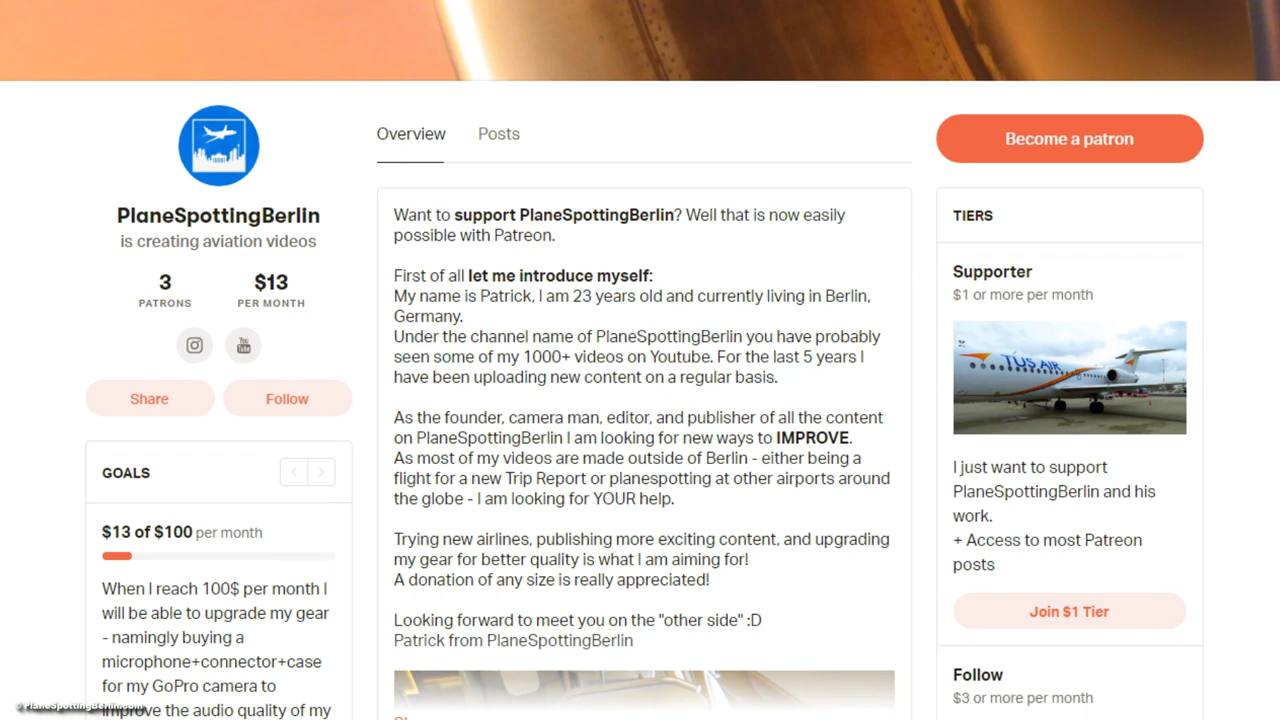 PlaneSpottingBerlin
is creating aviation videos
3
PATRONS
$13
PER MONTH
You
Tube
Share
Follow
GOALS
$13 of $100 per month
When I reach 100$ per month I
will be able to upgrade my gear
- namingly buying a
microphone+connector+case
for my GoPro camera to
improve the audio quality of my
© PlaneSpottingBerlin.com
Overview
Posts
Want to support PlaneSpottingBerlin? Well that is now easily
possible with Patreon.
First of all let me introduce myself:
My name is Patrick, I am 23 years old and currently living in Berlin,
Germany.
Under the channel name of PlaneSpottingBerlin you have probably
seen some of my 1000+ videos on Youtube. For the last 5 years I
have been uploading new content on a regular basis.
As the founder, camera man, editor, and publisher of all the content
on PlaneSpottingBerlin I am looking for new ways to IMPROVE.
As most of my videos are made outside of Berlin - either being a
flight for a new Trip Report or planespotting at other airports around
the globe - I am looking for YOUR help.
Trying new airlines, publishing more exciting content, and upgrading
my gear for better quality is what I am aiming for!
A donation of any size is really appreciated!
Looking forward to meet you on the "other side" :D
Patrick from PlaneSpottingBerlin
Become a patron
TIERS
Supporter
$1 or more per month
TUS AIR
I just want to support
PlaneSpottingBerlin and his
work.
+ Access to most Patreon
posts
Join $1 Tier
Follow
$3 or more per month